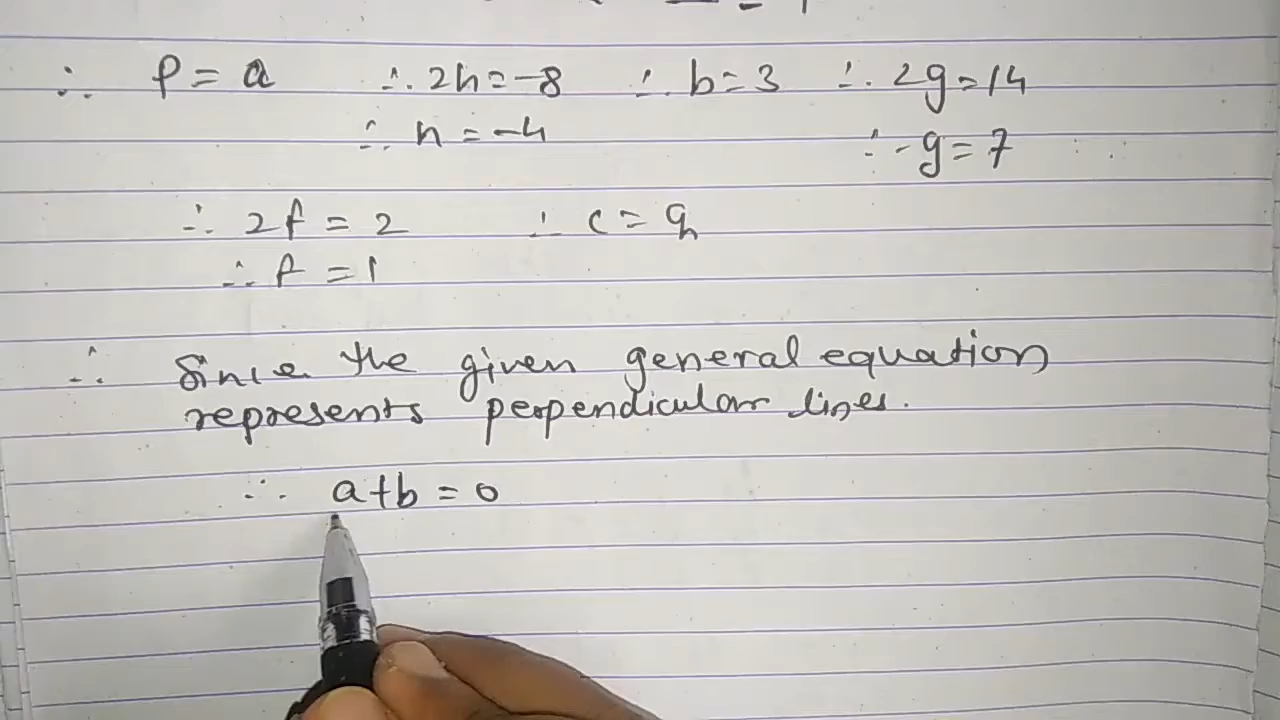 ∴ P = a ∴ 2h = -8 ∴ b = 3 ∴ 2g = 14
∴ h = -4 ∴ g = 7
∴ 2f = 2 ∴ c = q
∴ f = 1
∴ Since the given general equation
represents perpendicular lines.
∴ a+b = 0